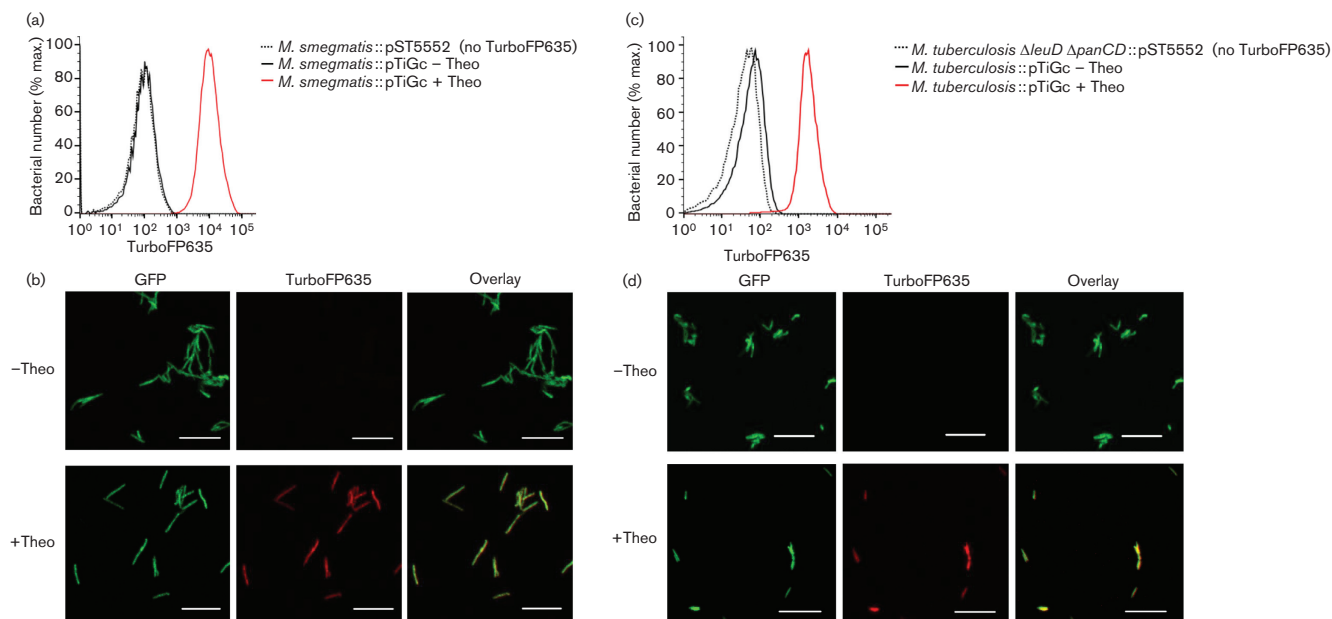 (a)
M. smegmatis::pST5552 (no TurboFP635)
M. smegmatis::pTiGc – Theo
M. smegmatis::pTiGc + Theo
Bacterial number (% max.)
100
80
60
40
20
0
10⁰ 10¹ 10² 10³ 10⁴ 10⁵
TurboFP635
(c)
M. tuberculosis ΔleuD ΔpanCD::pST5552 (no TurboFP635)
M. tuberculosis::pTiGc – Theo
M. tuberculosis::pTiGc + Theo
Bacterial number (% max.)
100
80
60
40
20
0
10⁰ 10¹ 10² 10³ 10⁴ 10⁵
TurboFP635
(b)
GFP TurboFP635 Overlay
–Theo
+Theo
(d)
GFP TurboFP635 Overlay
–Theo
+Theo